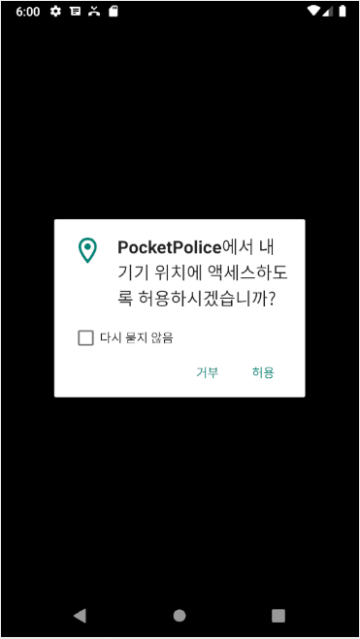 6:00
PocketPolice에서 내
기기 위치에 액세스하도
록 허용하시겠습니까?
다시 묻지 않음
거부 허용